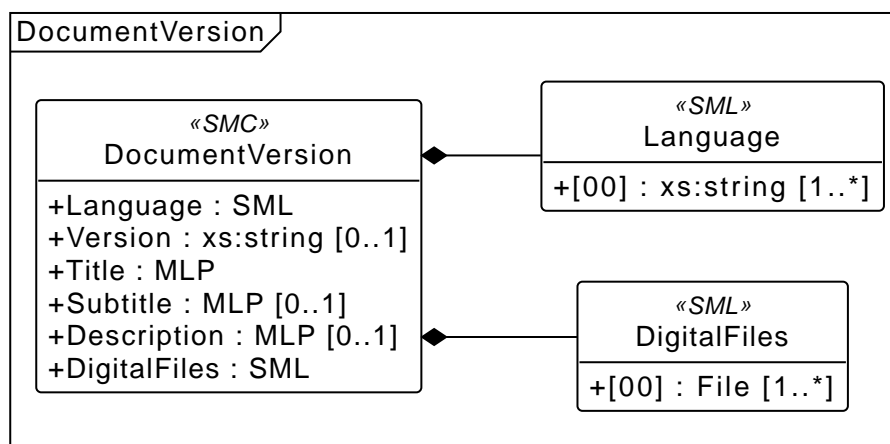 DocumentVersion
«SMC»
DocumentVersion
+Language : SML
+Version : xs:string [0..1]
+Title : MLP
+Subtitle : MLP [0..1]
+Description : MLP [0..1]
+DigitalFiles : SML
«SML»
Language
+[00] : xs:string [1..*]
«SML»
DigitalFiles
+[00] : File [1..*]